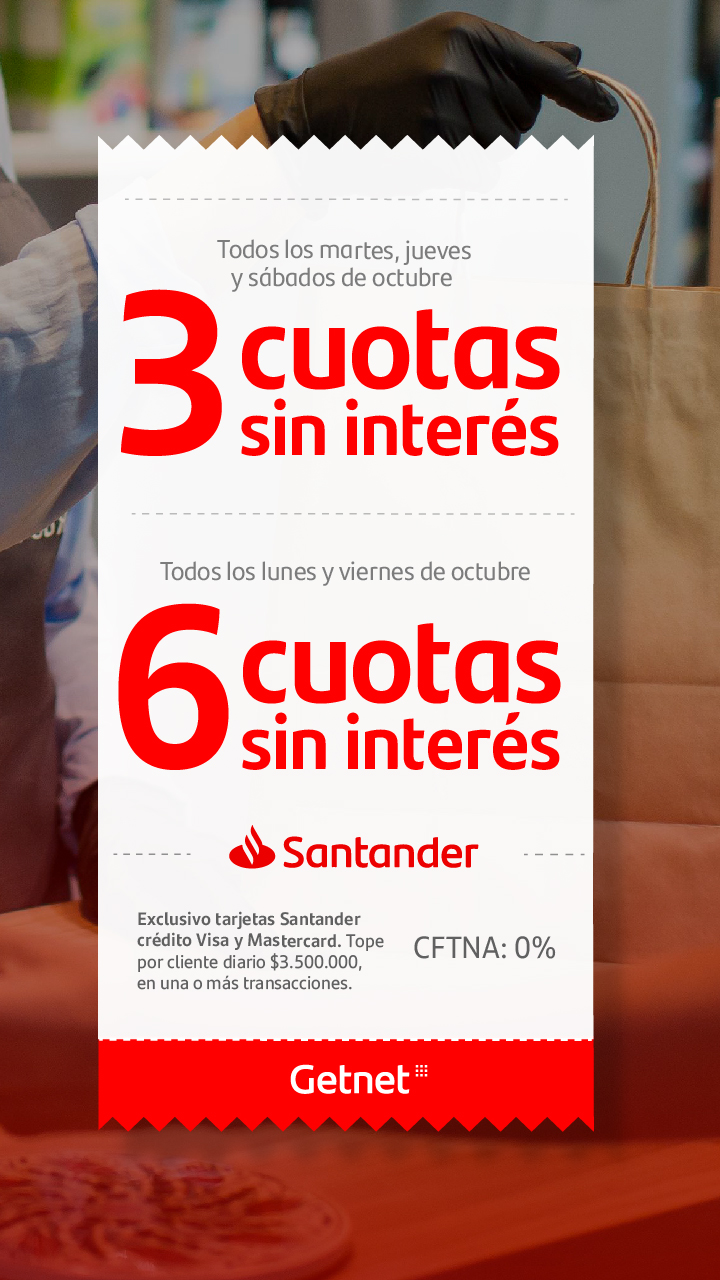 Todos los martes, jueves
y sábados de octubre
3 cuotas
sin interés
Todos los lunes y viernes de octubre
6 cuotas
sin interés
Santander
Exclusivo tarjetas Santander
crédito Visa y Mastercard. Tope
por cliente diario $3.500.000,
en una o más transacciones.
CFTNA: 0%
Getnet